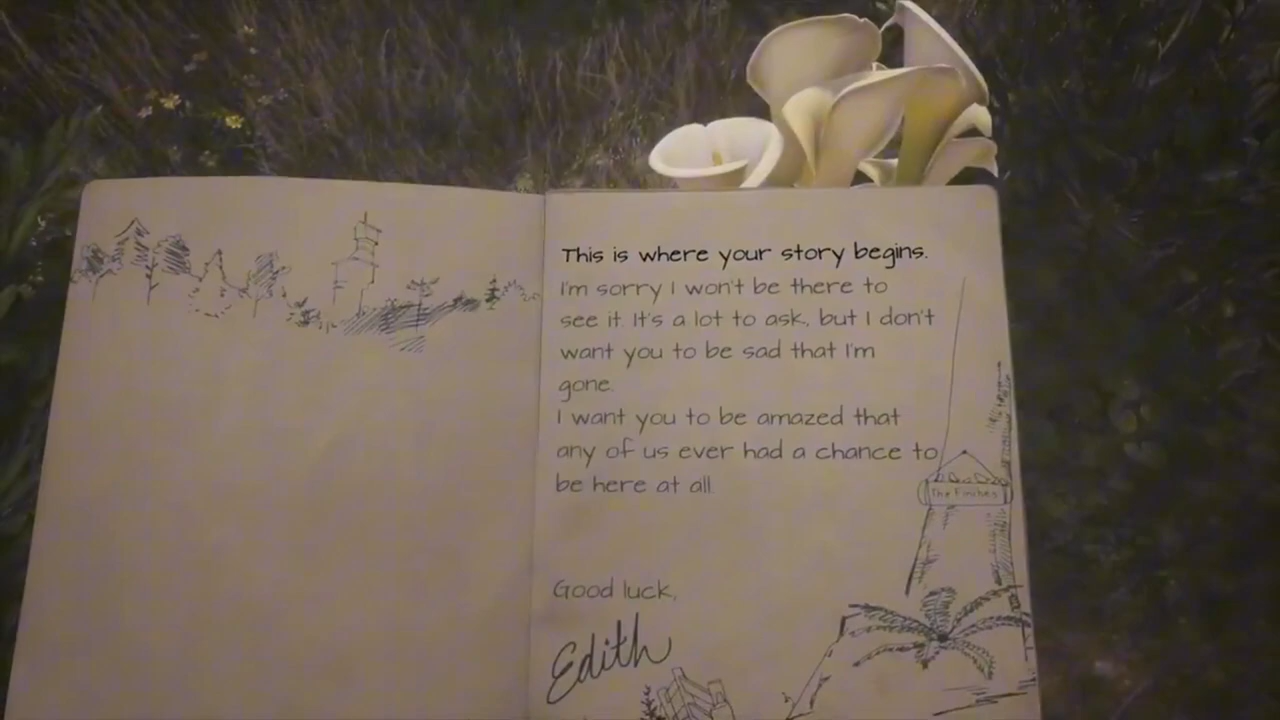 This is where your story begins.
I'm sorry I won't be there to
see it. It's a lot to ask, but I don't
want you to be sad that I'm
gone.
I want you to be amazed that
any of us ever had a chance to
be here at all.
The Finches
Good luck,
Edith